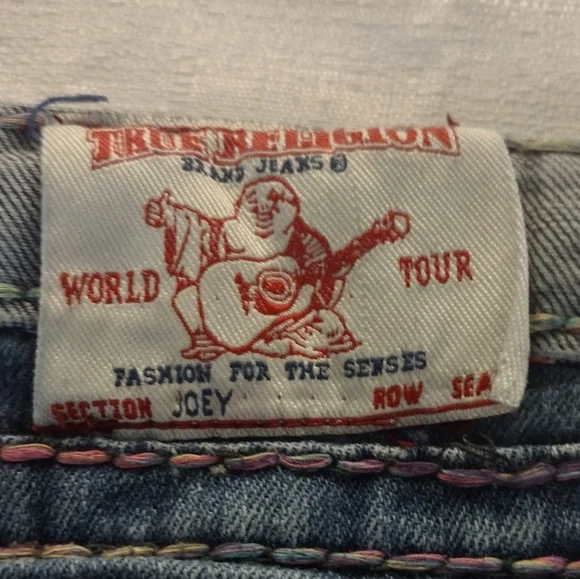 TRUE RELIGION
BRAND JEANS ®
WORLD TOUR
FASHION FOR THE SENSES
SECTION JOEY ROW SEA